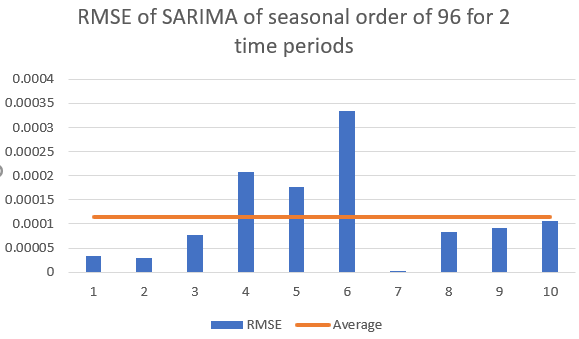 RMSE of SARIMA of seasonal order of 96 for 2
time periods
0.0004
0.00035
0.0003
0.00025
0.0002
0.00015
0.0001
0.00005
0
1 2 3 4 5 6 7 8 9 10
RMSE Average